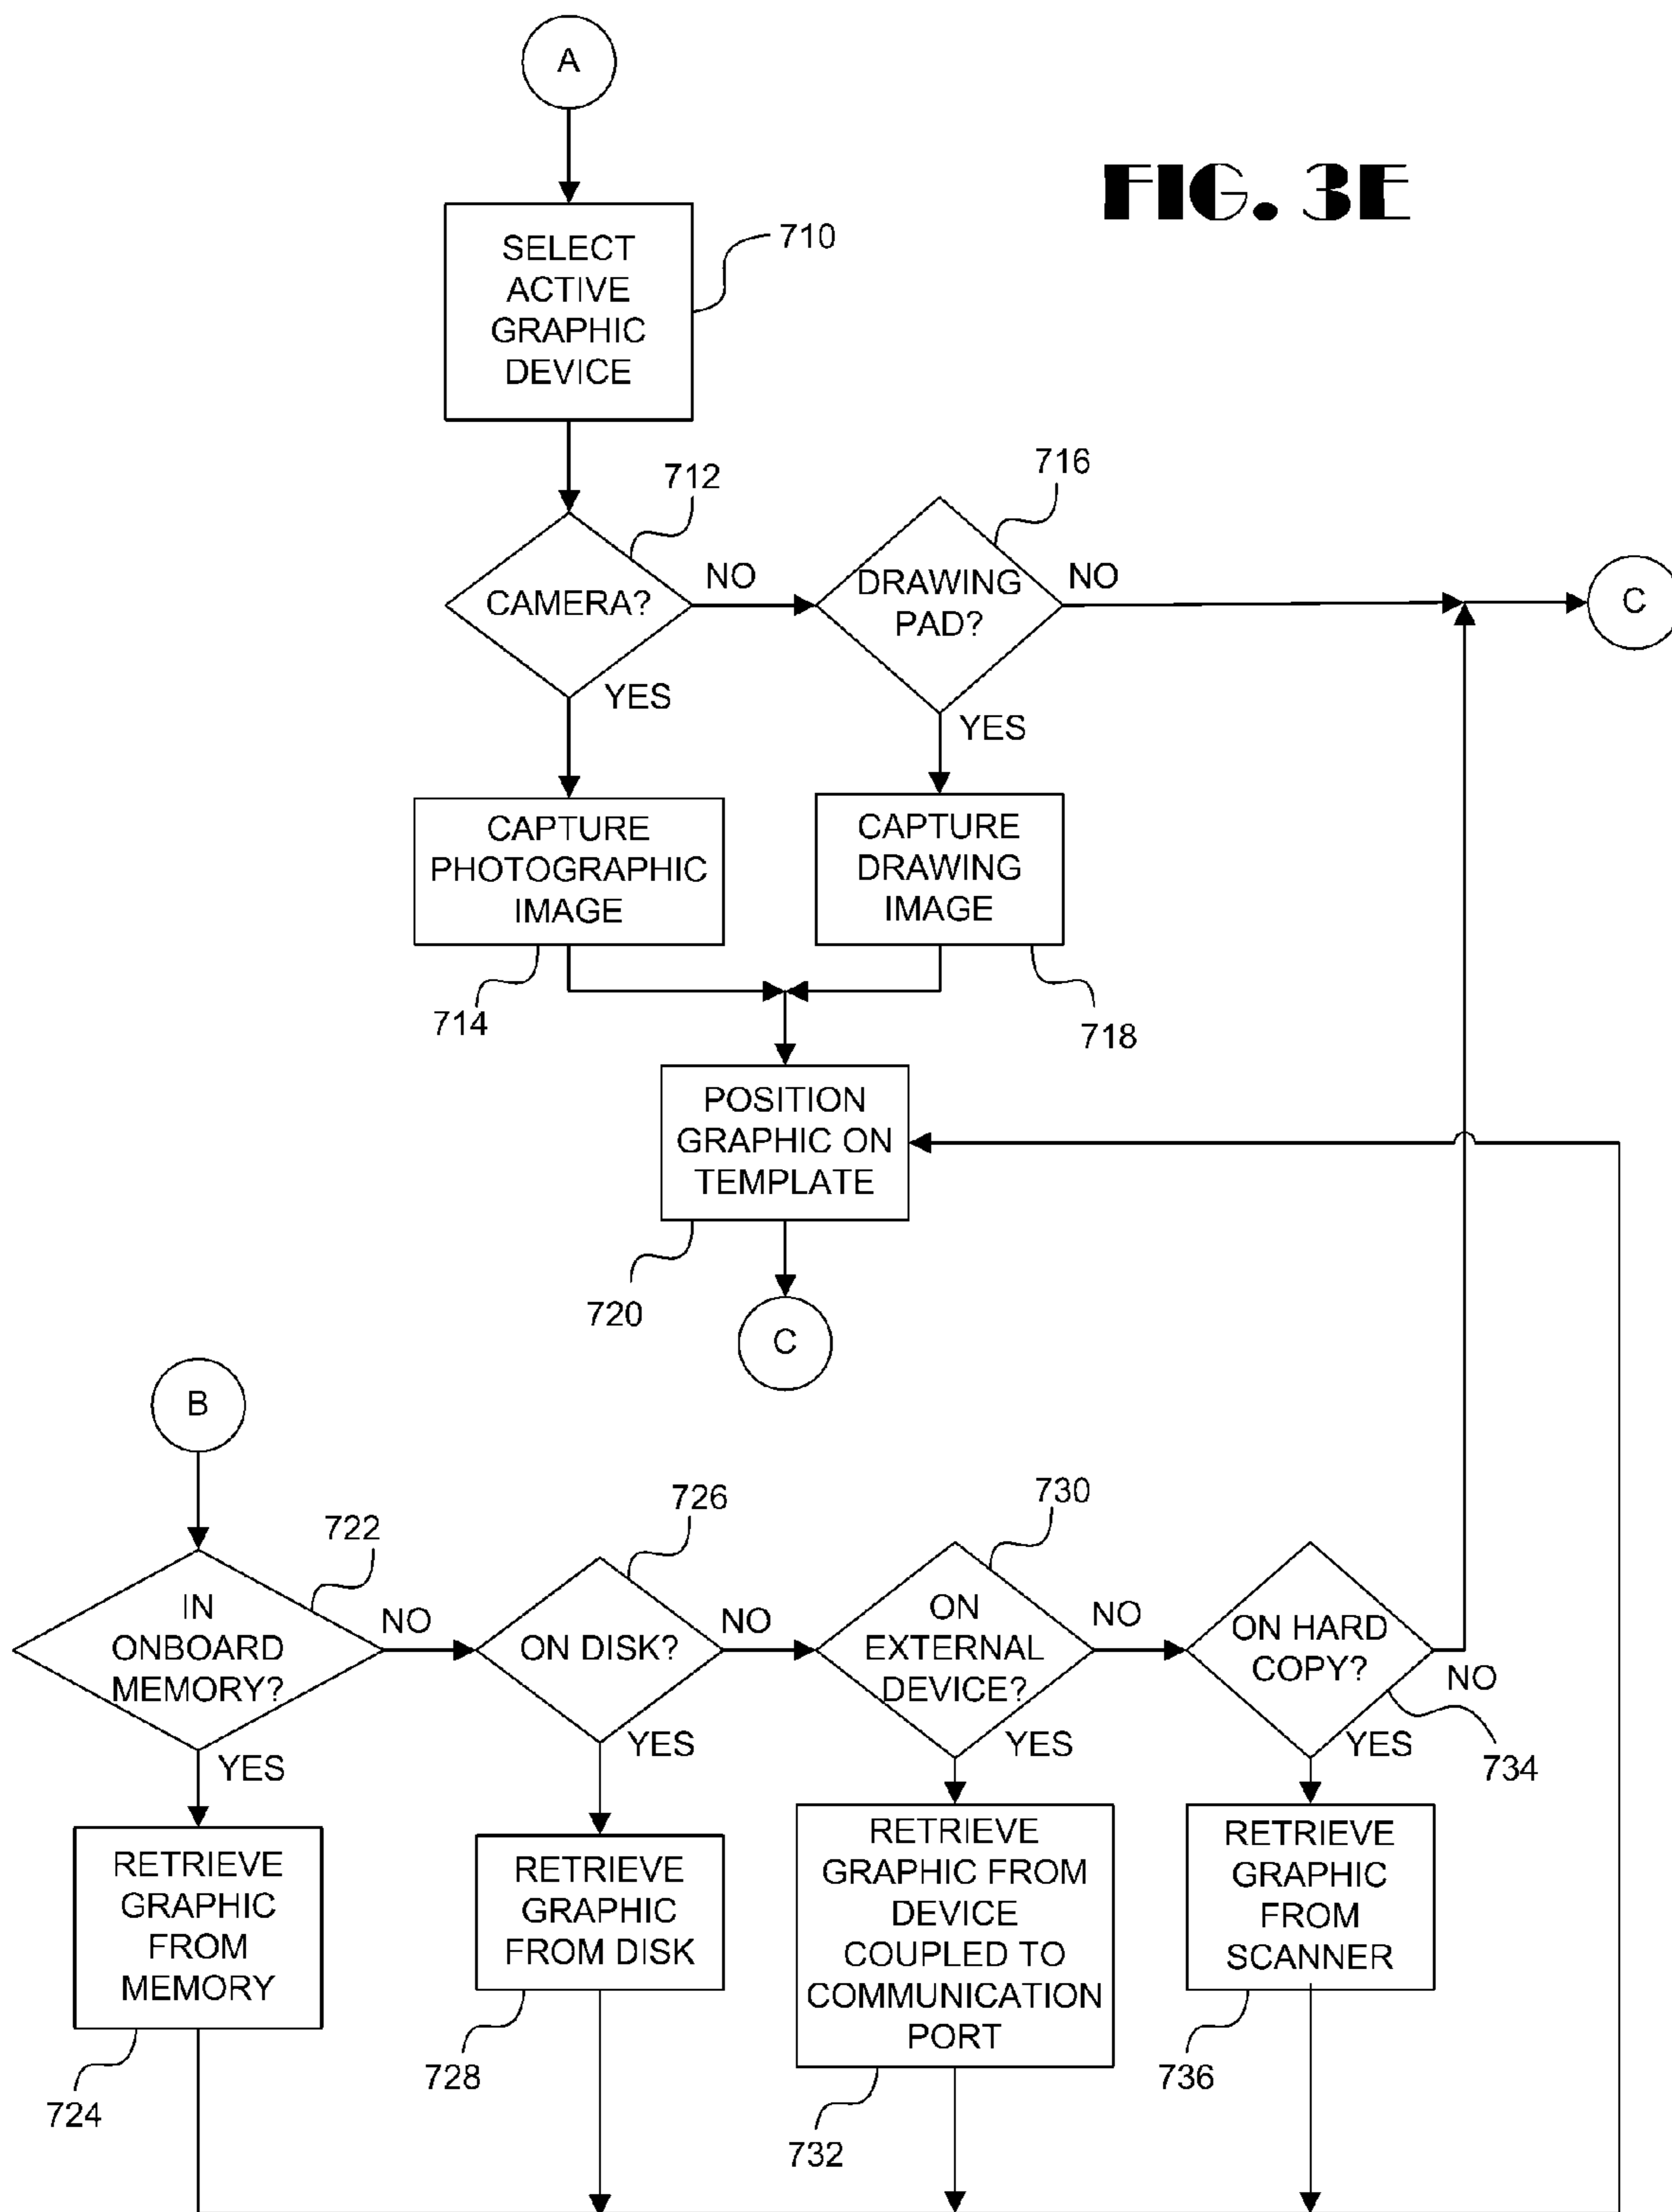 A
FIG. 3E
SELECT
ACTIVE
GRAPHIC
DEVICE
710
712
716
CAMERA?
NO
DRAWING
PAD?
NO
C
YES
YES
CAPTURE
PHOTOGRAPHIC
IMAGE
CAPTURE
DRAWING
IMAGE
714
718
POSITION
GRAPHIC ON
TEMPLATE
720
C
B
722
726
730
IN
ONBOARD
MEMORY?
NO
ON DISK?
NO
ON
EXTERNAL
DEVICE?
NO
ON HARD
COPY?
NO
734
YES
YES
YES
YES
RETRIEVE
GRAPHIC
FROM
MEMORY
RETRIEVE
GRAPHIC
FROM DISK
RETRIEVE
GRAPHIC FROM
DEVICE
COUPLED TO
COMMUNICATION
PORT
RETRIEVE
GRAPHIC
FROM
SCANNER
724
728
732
736